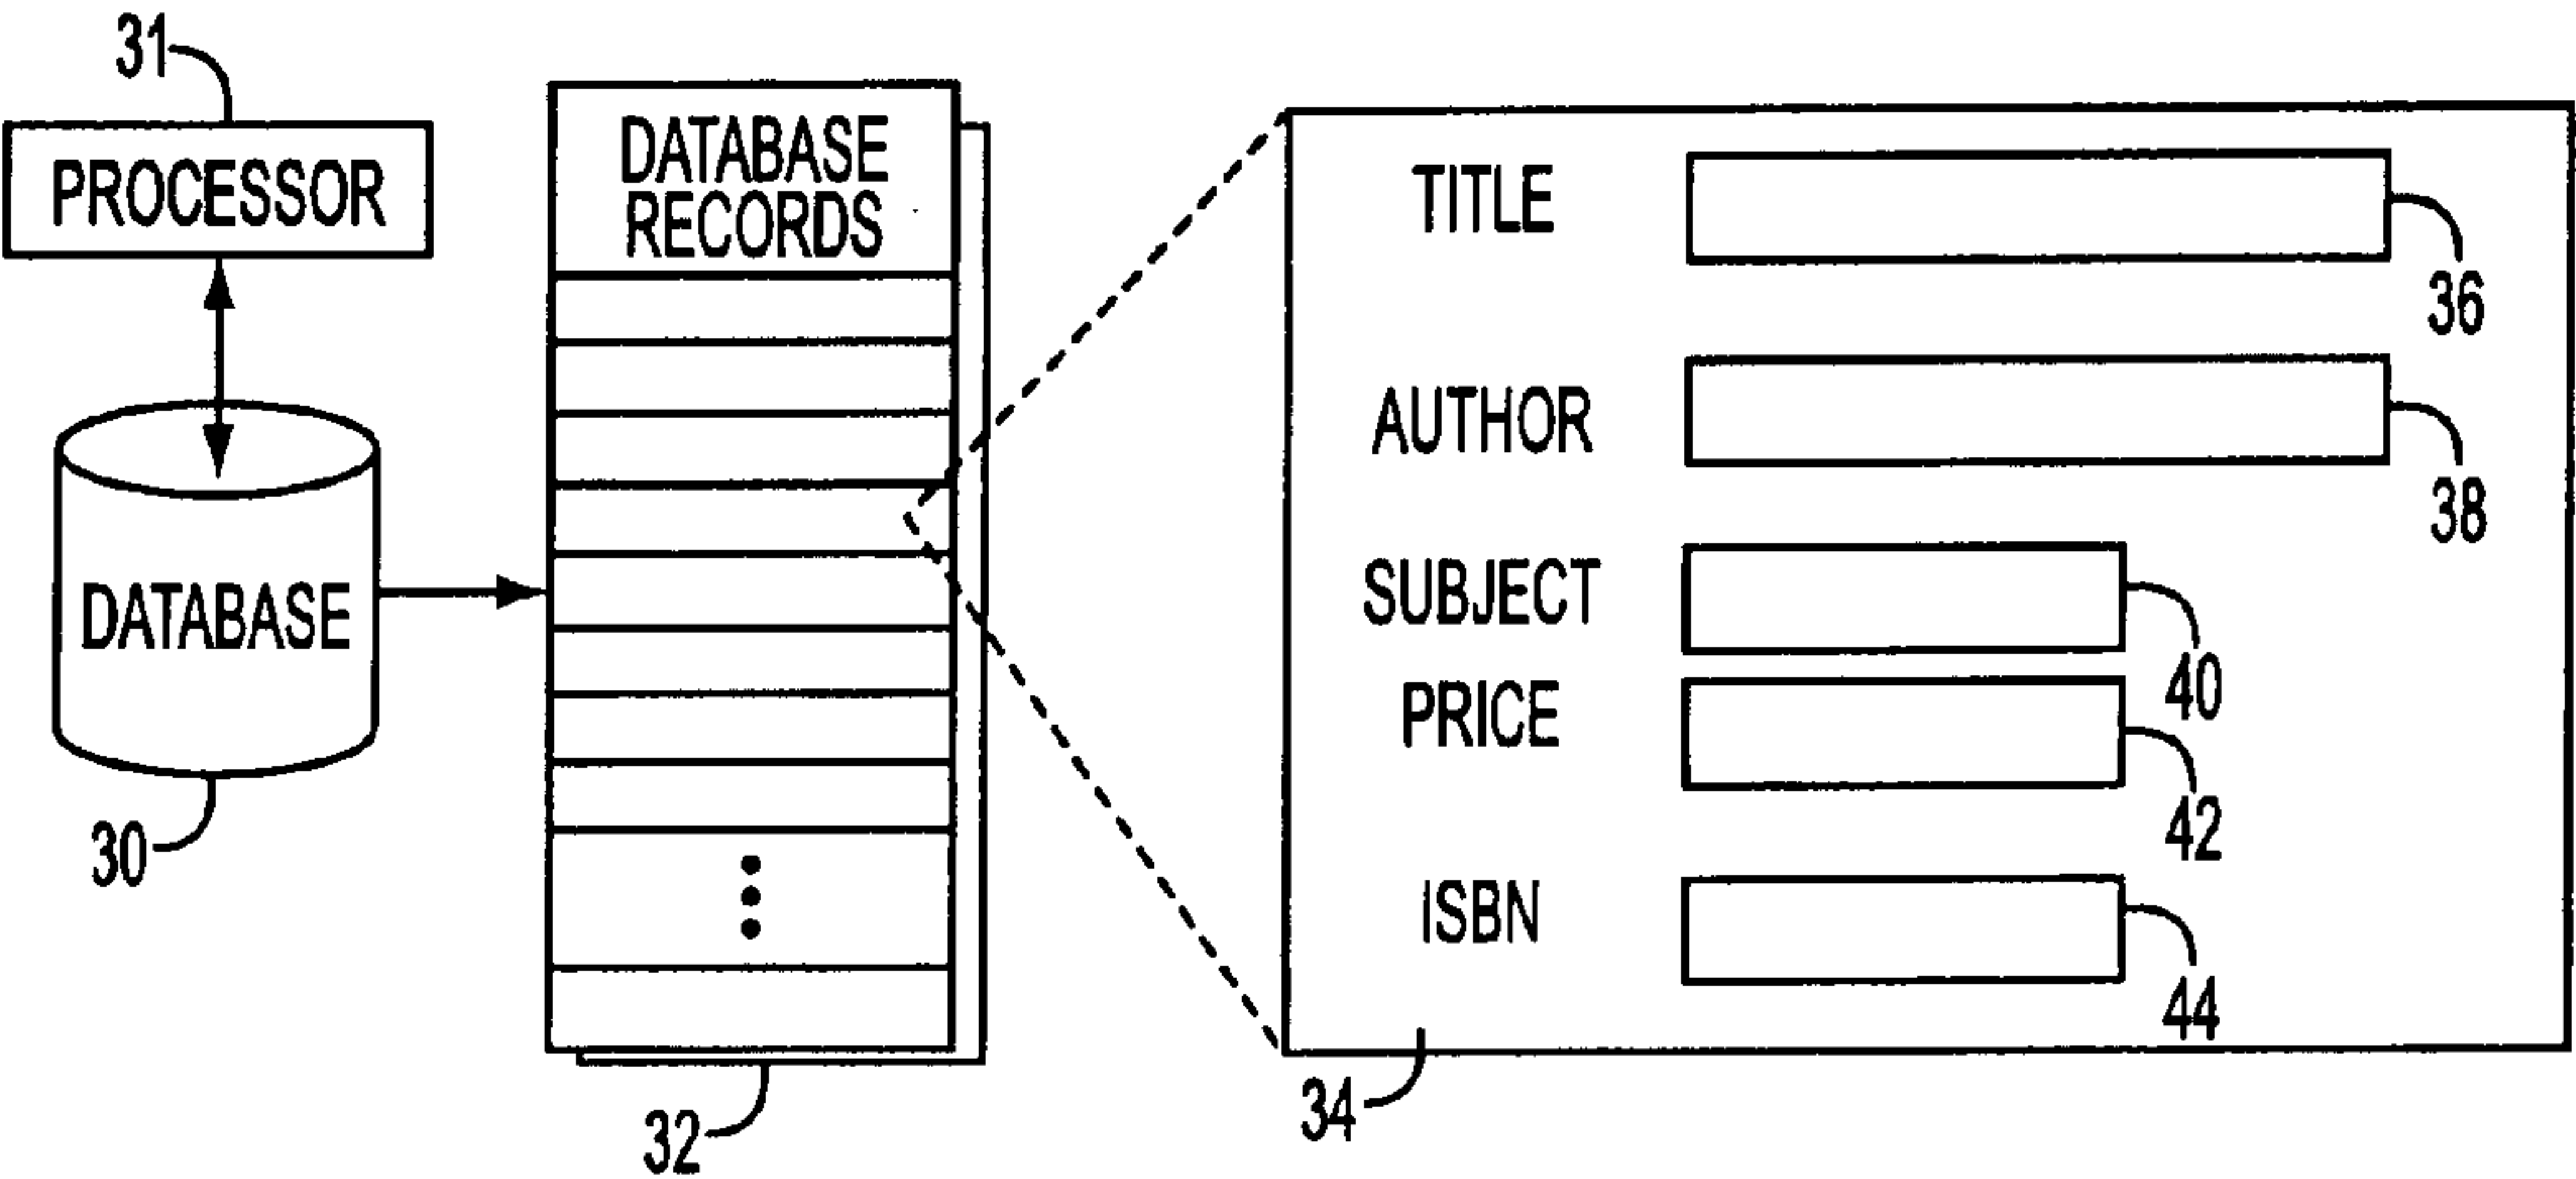 31
PROCESSOR
DATABASE
30
DATABASE
RECORDS
32
TITLE
36
AUTHOR
38
SUBJECT
40
PRICE
42
ISBN
44
34